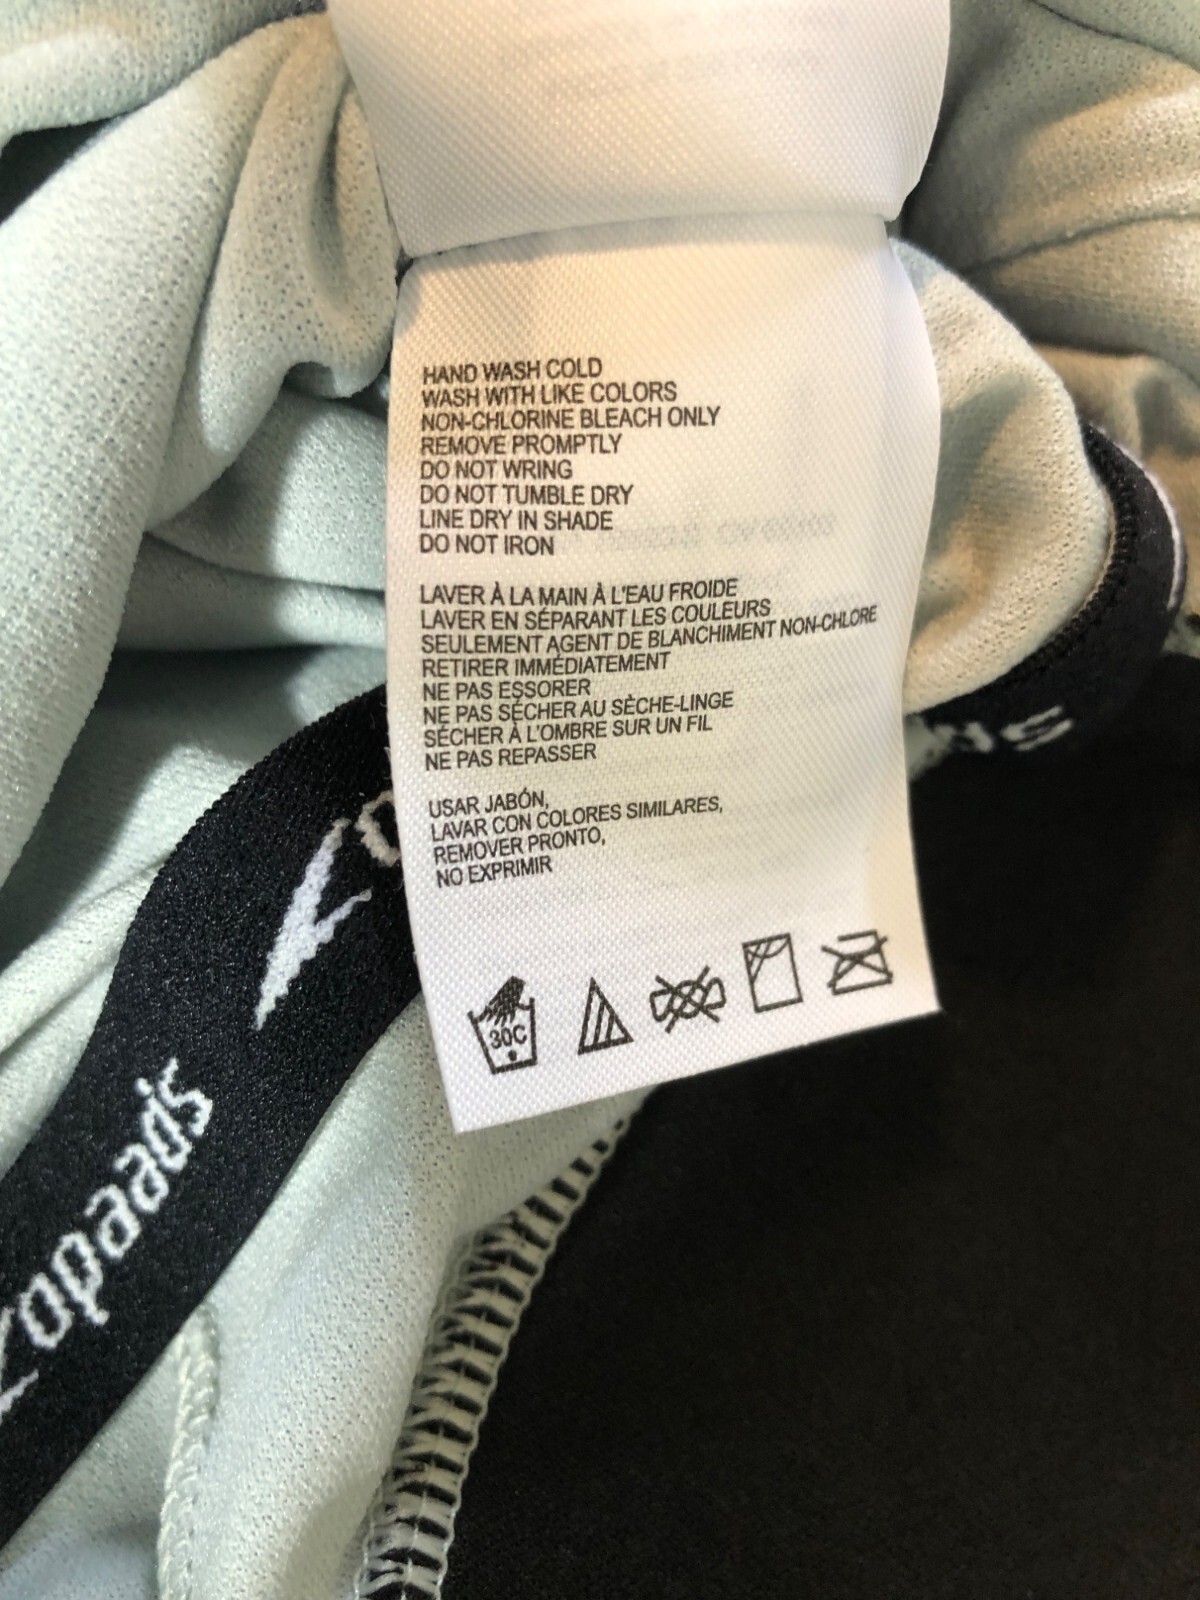 HAND WASH COLD
WASH WITH LIKE COLORS
NON-CHLORINE BLEACH ONLY
REMOVE PROMPTLY
DO NOT WRING
DO NOT TUMBLE DRY
LINE DRY IN SHADE
DO NOT IRON
LAVER À LA MAIN À L'EAU FROIDE
LAVER EN SÉPARANT LES COULEURS
SEULEMENT AGENT DE BLANCHIMENT NON-CHLORE
RETIRER IMMÉDIATEMENT
NE PAS ESSORER
NE PAS SÉCHER AU SÈCHE-LINGE
SÉCHER À L'OMBRE SUR UN FIL
NE PAS REPASSER
USAR JABÓN,
LAVAR CON COLORES SIMILARES,
REMOVER PRONTO,
NO EXPRIMIR
30C
speedo